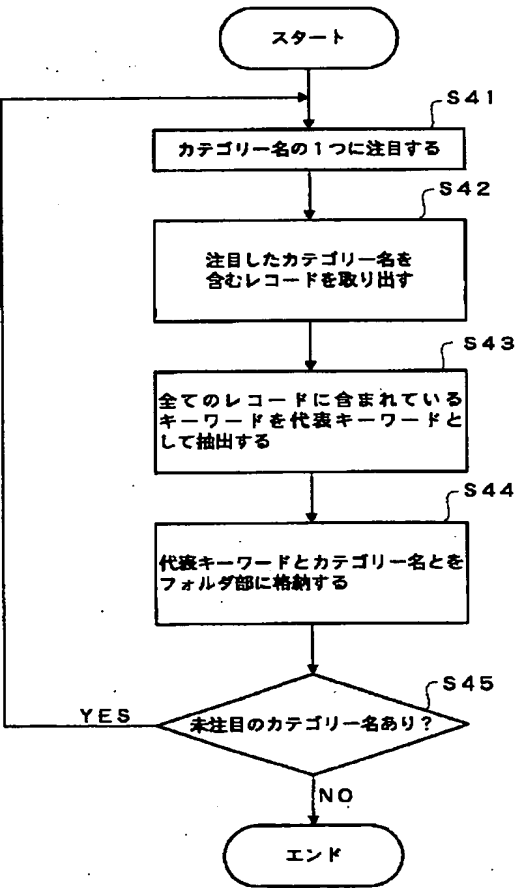 スタート
S41
カテゴリー名の1つに注目する
S42
注目したカテゴリー名を
含むレコードを取り出す
S43
全てのレコードに含まれている
キーワードを代表キーワードと
して抽出する
S44
代表キーワードとカテゴリー名とを
フォルダ部に格納する
S45
未注目のカテゴリー名あり?
YES
NO
エンド